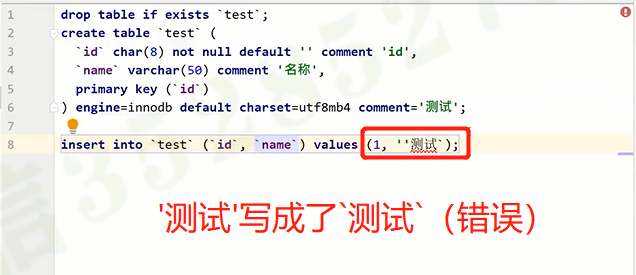 1 drop table if exists `test`;
2 create table `test` (
3 `id` char(8) not null default '' comment 'id',
4 `name` varchar(50) comment '名称',
5 primary key (`id`)
6 ) engine=innodb default charset=utf8mb4 comment='测试';
7
8 insert into `test` (`id`, `name`) values (1, ''测试`);
'测试'写成了`测试`（错误）